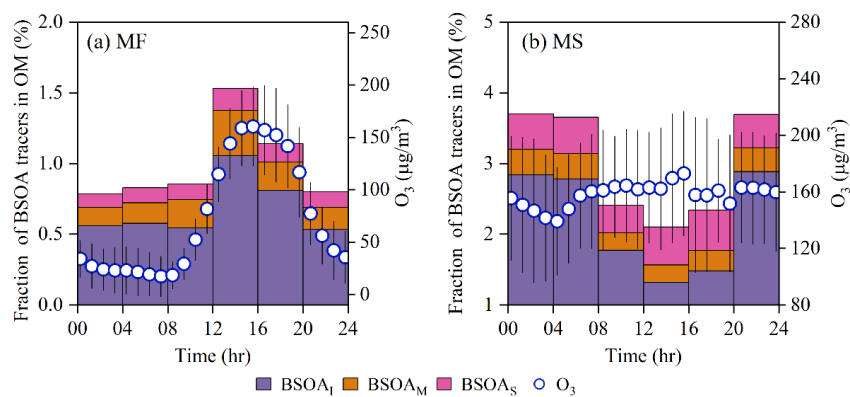 (a) MF
Fraction of BSOA tracers in OM (%)
2.0
1.5
1.0
0.5
0.0
250
200
150
100
50
0
O3 (μg/m³)
00 04 08 12 16 20 24
Time (hr)
(b) MS
Fraction of BSOA tracers in OM (%)
5
4
3
2
1
280
240
200
160
120
80
O3 (μg/m³)
00 04 08 12 16 20 24
Time (hr)
BSOAI BSOAM BSOAS O3